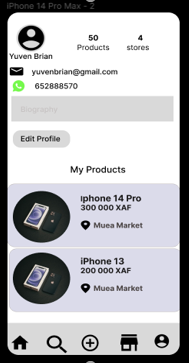 iPhone 14 Pro Max - 2
50
Products
4
stores
Yuven Brian
yuvenbrian@gmail.com
652888750
Biography
Edit Profile
My Products
Iphone 14 Pro
300 000 XAF
Muea Market
iPhone 13
200 000 XAF
Muea Market